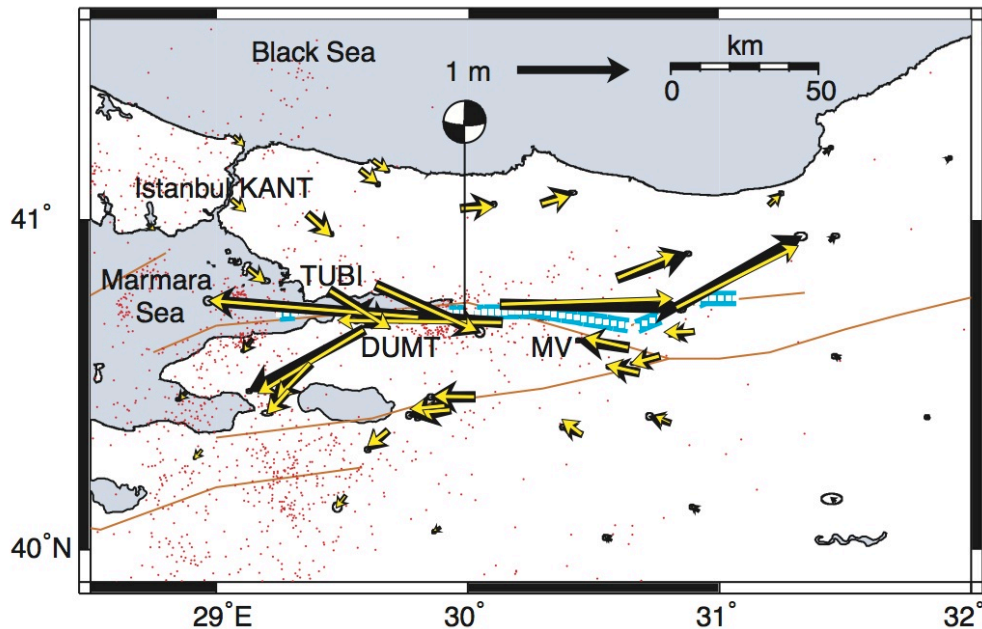 Black Sea
1 m
km
0 50
Istanbul KANT
41°
Marmara
Sea
TUBI
DUMT
MV
40°N
29°E
30°
31°
32°